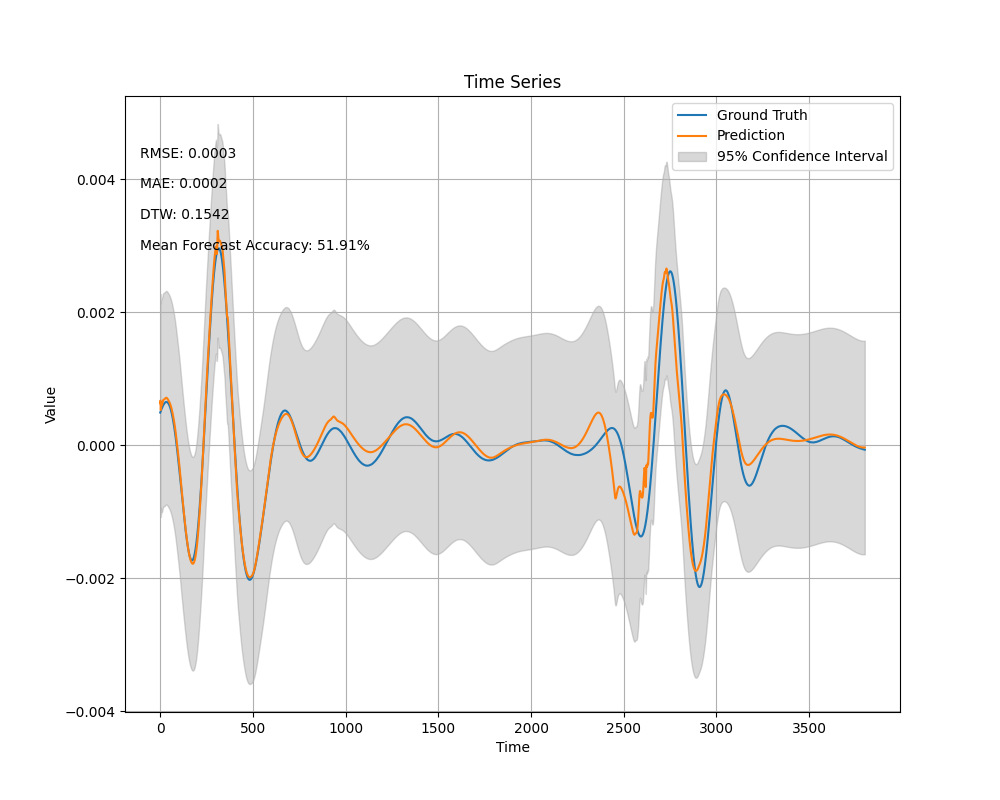 Time Series
Ground Truth
Prediction
95% Confidence Interval
RMSE: 0.0003
MAE: 0.0002
DTW: 0.1542
Mean Forecast Accuracy: 51.91%
Value
0.004
0.002
0.000
−0.002
−0.004
0 500 1000 1500 2000 2500 3000 3500
Time